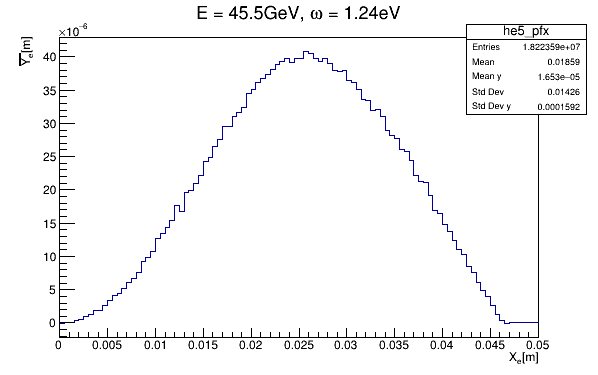 E = 45.5GeV, ω = 1.24eV
×10⁻⁶
Y̅ₑ[m]
he5_pfx
Entries 1.822359e+07
Mean 0.01859
Mean y 1.653e−05
Std Dev 0.01426
Std Dev y 0.0001592
40
35
30
25
20
15
10
5
0
0 0.005 0.01 0.015 0.02 0.025 0.03 0.035 0.04 0.045 0.05
Xₑ[m]